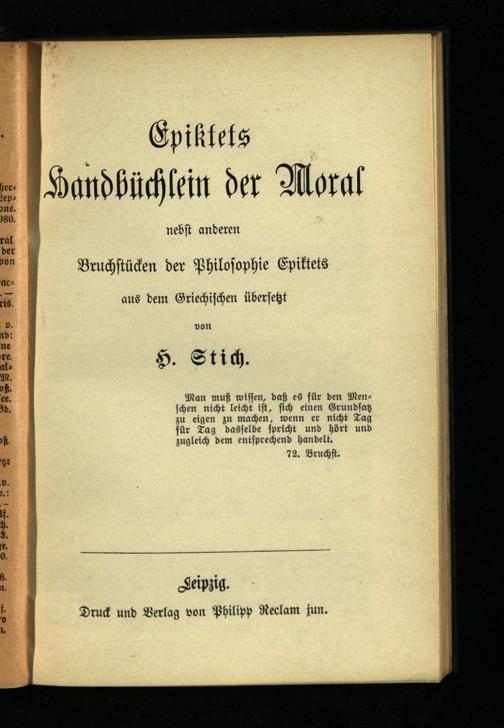 Epiktets
Handbüchlein der Moral
nebst anderen
Bruchstücken der Philosophie Epiktets
aus dem Griechischen übersetzt
von
H. Stich.
Man muß wissen, daß es für den Men-
schen nicht leicht ist, sich einen Grundsatz
zu eigen zu machen, wenn er nicht Tag
für Tag dasselbe spricht und hört und
zugleich dem entsprechend handelt.
72. Bruchst.
Leipzig.
Druck und Verlag von Philipp Reclam jun.